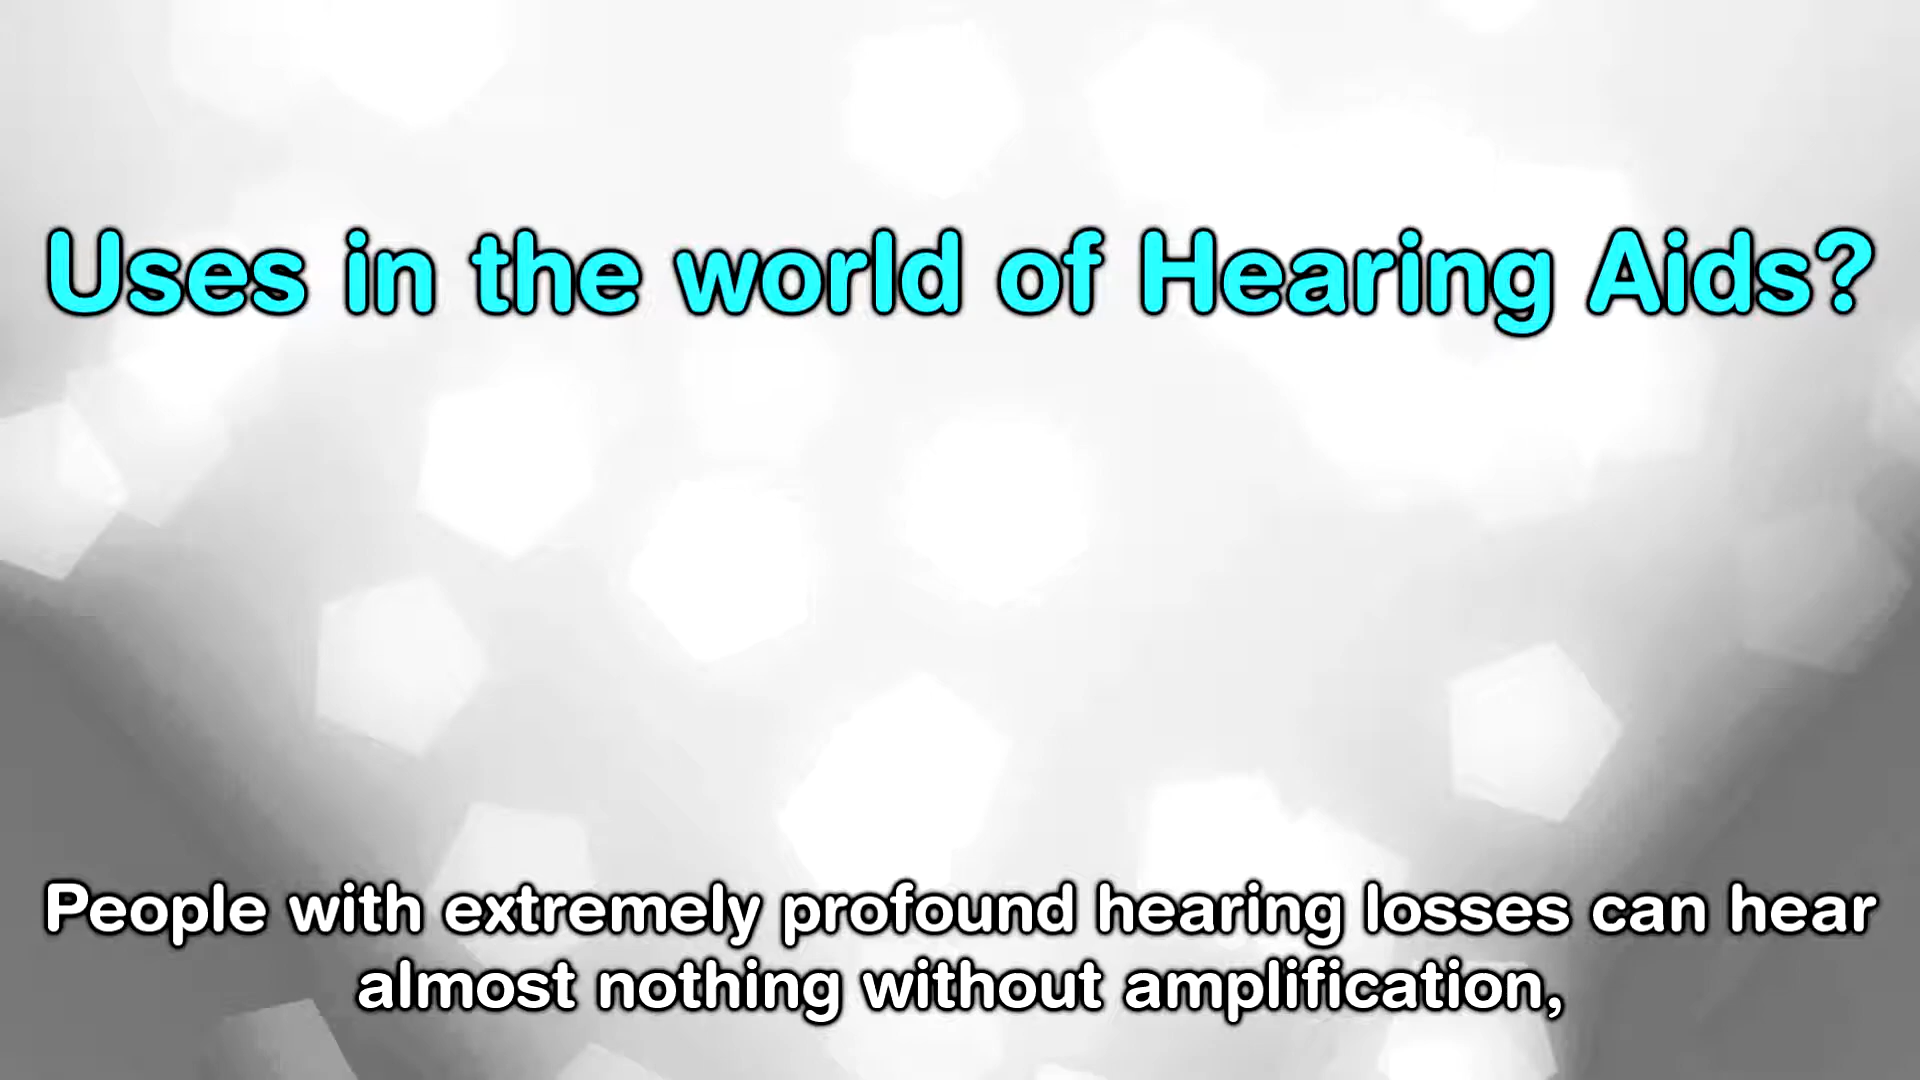 Uses in the world of Hearing Aids?
People with extremely profound hearing losses can hear
almost nothing without amplification,